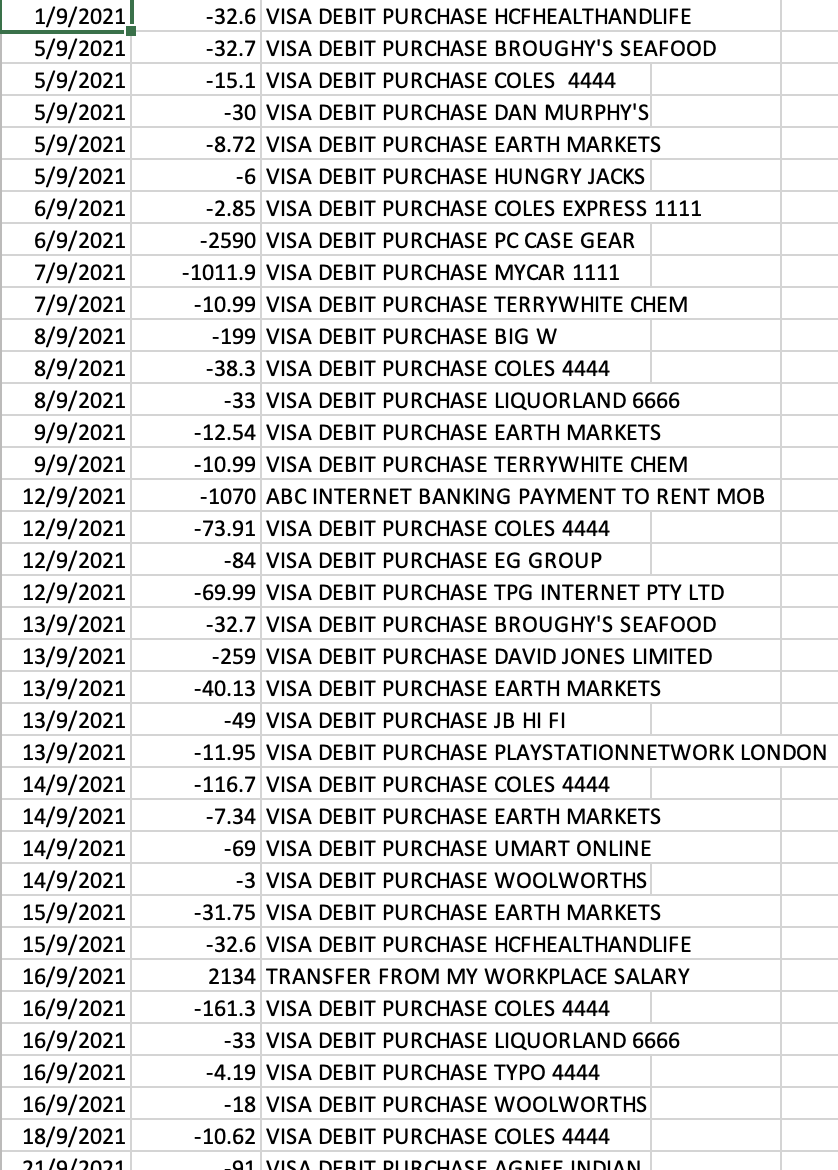 1/9/2021 -32.6 VISA DEBIT PURCHASE HCFHEALTHANDLIFE
5/9/2021 -32.7 VISA DEBIT PURCHASE BROUGHY'S SEAFOOD
5/9/2021 -15.1 VISA DEBIT PURCHASE COLES  4444
5/9/2021 -30 VISA DEBIT PURCHASE DAN MURPHY'S
5/9/2021 -8.72 VISA DEBIT PURCHASE EARTH MARKETS
5/9/2021 -6 VISA DEBIT PURCHASE HUNGRY JACKS
6/9/2021 -2.85 VISA DEBIT PURCHASE COLES EXPRESS 1111
6/9/2021 -2590 VISA DEBIT PURCHASE PC CASE GEAR
7/9/2021 -1011.9 VISA DEBIT PURCHASE MYCAR 1111
7/9/2021 -10.99 VISA DEBIT PURCHASE TERRYWHITE CHEM
8/9/2021 -199 VISA DEBIT PURCHASE BIG W
8/9/2021 -38.3 VISA DEBIT PURCHASE COLES 4444
8/9/2021 -33 VISA DEBIT PURCHASE LIQUORLAND 6666
9/9/2021 -12.54 VISA DEBIT PURCHASE EARTH MARKETS
9/9/2021 -10.99 VISA DEBIT PURCHASE TERRYWHITE CHEM
12/9/2021 -1070 ABC INTERNET BANKING PAYMENT TO RENT MOB
12/9/2021 -73.91 VISA DEBIT PURCHASE COLES 4444
12/9/2021 -84 VISA DEBIT PURCHASE EG GROUP
12/9/2021 -69.99 VISA DEBIT PURCHASE TPG INTERNET PTY LTD
13/9/2021 -32.7 VISA DEBIT PURCHASE BROUGHY'S SEAFOOD
13/9/2021 -259 VISA DEBIT PURCHASE DAVID JONES LIMITED
13/9/2021 -40.13 VISA DEBIT PURCHASE EARTH MARKETS
13/9/2021 -49 VISA DEBIT PURCHASE JB HI FI
13/9/2021 -11.95 VISA DEBIT PURCHASE PLAYSTATIONNETWORK LONDON
14/9/2021 -116.7 VISA DEBIT PURCHASE COLES 4444
14/9/2021 -7.34 VISA DEBIT PURCHASE EARTH MARKETS
14/9/2021 -69 VISA DEBIT PURCHASE UMART ONLINE
14/9/2021 -3 VISA DEBIT PURCHASE WOOLWORTHS
15/9/2021 -31.75 VISA DEBIT PURCHASE EARTH MARKETS
15/9/2021 -32.6 VISA DEBIT PURCHASE HCFHEALTHANDLIFE
16/9/2021 2134 TRANSFER FROM MY WORKPLACE SALARY
16/9/2021 -161.3 VISA DEBIT PURCHASE COLES 4444
16/9/2021 -33 VISA DEBIT PURCHASE LIQUORLAND 6666
16/9/2021 -4.19 VISA DEBIT PURCHASE TYPO 4444
16/9/2021 -18 VISA DEBIT PURCHASE WOOLWORTHS
18/9/2021 -10.62 VISA DEBIT PURCHASE COLES 4444
21/9/2021 -91 VISA DEBIT PURCHASE AGNEE INDIAN